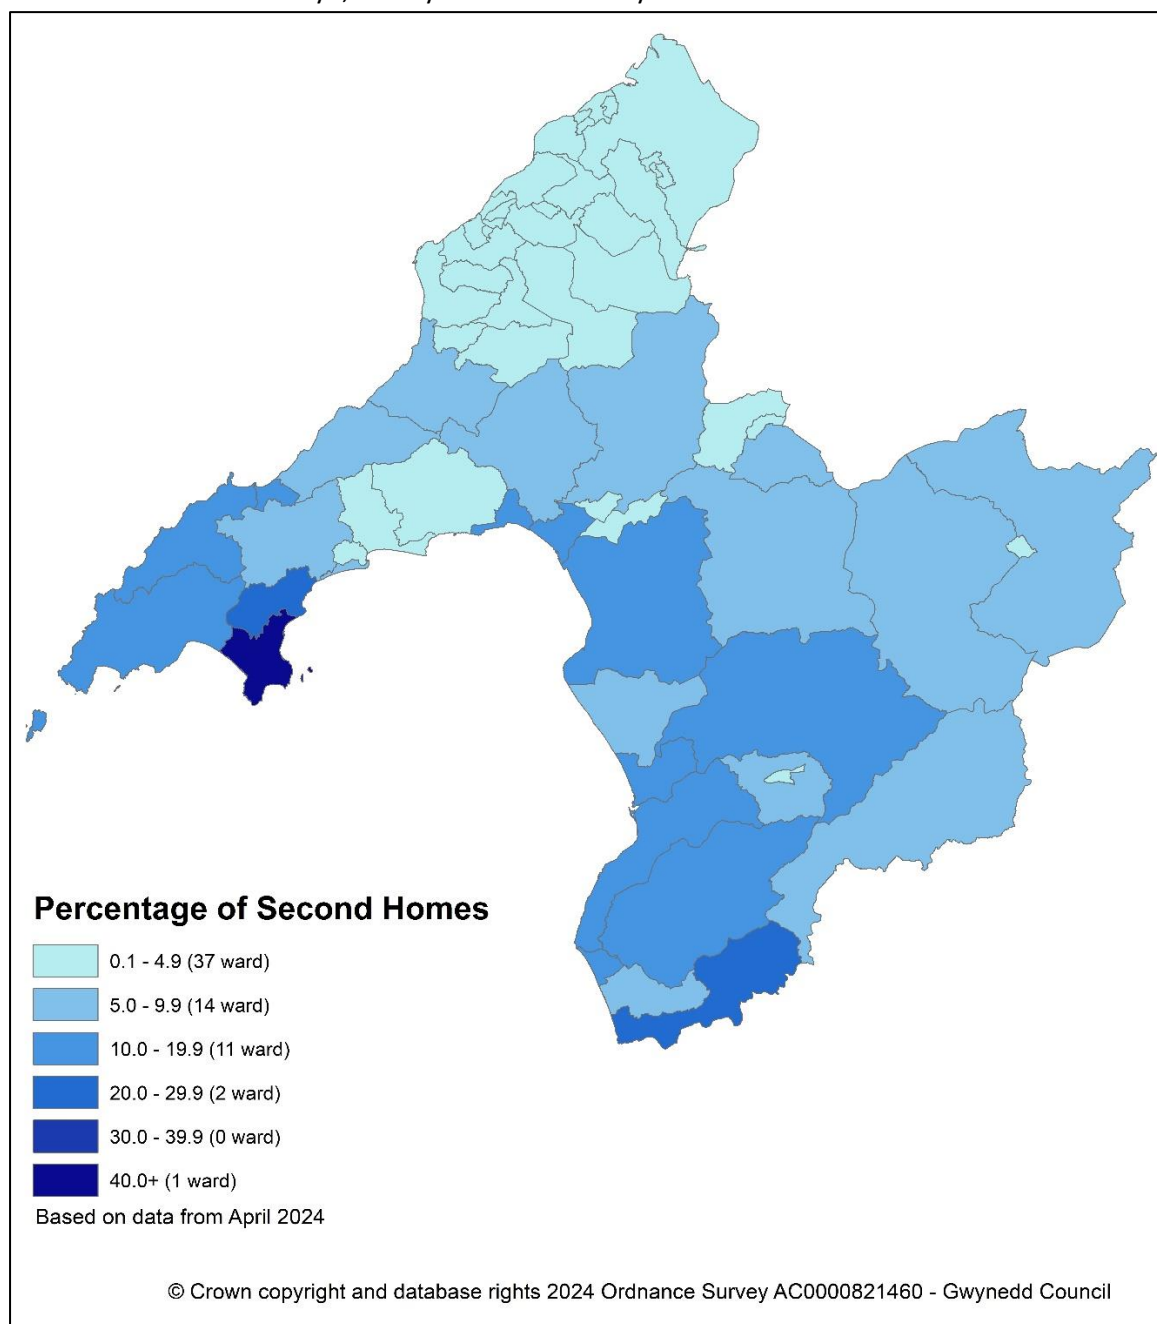 Percentage of Second Homes
0.1 - 4.9 (37 ward)
5.0 - 9.9 (14 ward)
10.0 - 19.9 (11 ward)
20.0 - 29.9 (2 ward)
30.0 - 39.9 (0 ward)
40.0+ (1 ward)
Based on data from April 2024
© Crown copyright and database rights 2024 Ordnance Survey AC0000821460 - Gwynedd Council